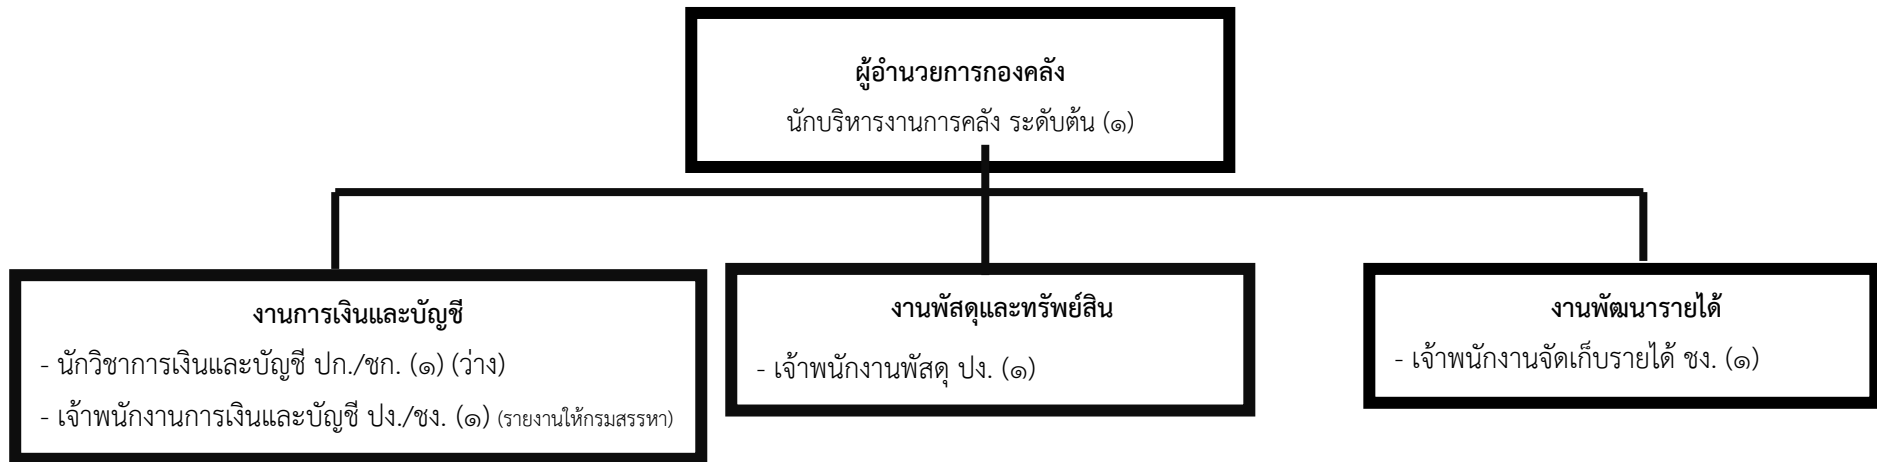 ผู้อำนวยการกองคลัง
นักบริหารงานการคลัง ระดับต้น (๑)
งานการเงินและบัญชี
- นักวิชาการเงินและบัญชี ปก./ชก. (๑) (ว่าง)
- เจ้าพนักงานการเงินและบัญชี ปง./ชง. (๑) (รายงานให้กรมสรรหา)
งานพัสดุและทรัพย์สิน
- เจ้าพนักงานพัสดุ ปง. (๑)
งานพัฒนารายได้
- เจ้าพนักงานจัดเก็บรายได้ ชง. (๑)